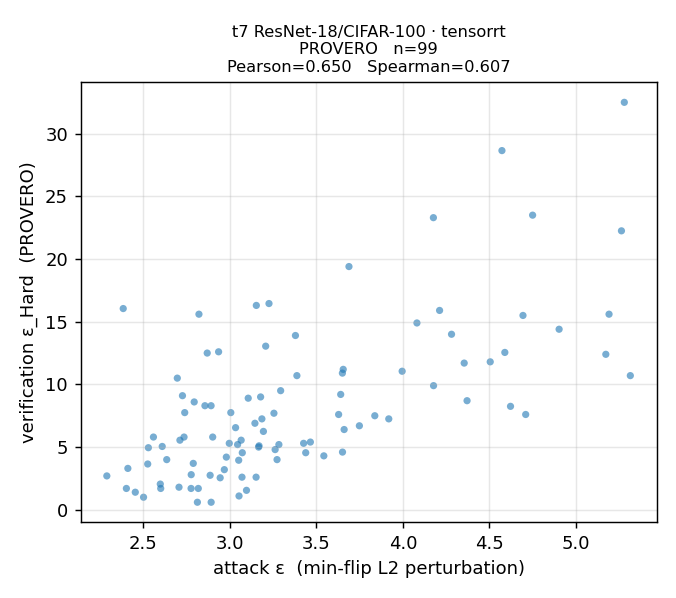 t7 ResNet-18/CIFAR-100 · tensorrt
PROVERO   n=99
Pearson=0.650   Spearman=0.607
verification ε_Hard  (PROVERO)
30
25
20
15
10
5
0
2.5 3.0 3.5 4.0 4.5 5.0
attack ε  (min-flip L2 perturbation)